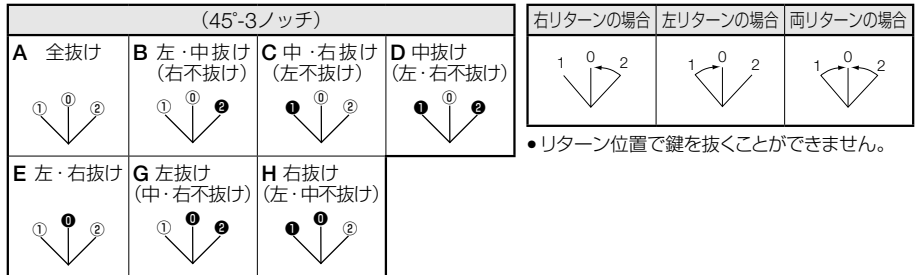 （45°-3ノッチ）
A 全抜け
① ⓪ ②
B 左・中抜け
（右不抜け）
① ⓪ ❷
C 中・右抜け
（左不抜け）
❶ ⓪ ②
D 中抜け
（左・右不抜け）
❶ ⓪ ❷
E 左・右抜け
① ⓿ ②
G 左抜け
（中・右不抜け）
① ⓿ ❷
H 右抜け
（左・中不抜け）
❶ ⓿ ②
右リターンの場合 左リターンの場合 両リターンの場合
1 0 2 1 0 2 1 0 2
●リターン位置で鍵を抜くことができません。